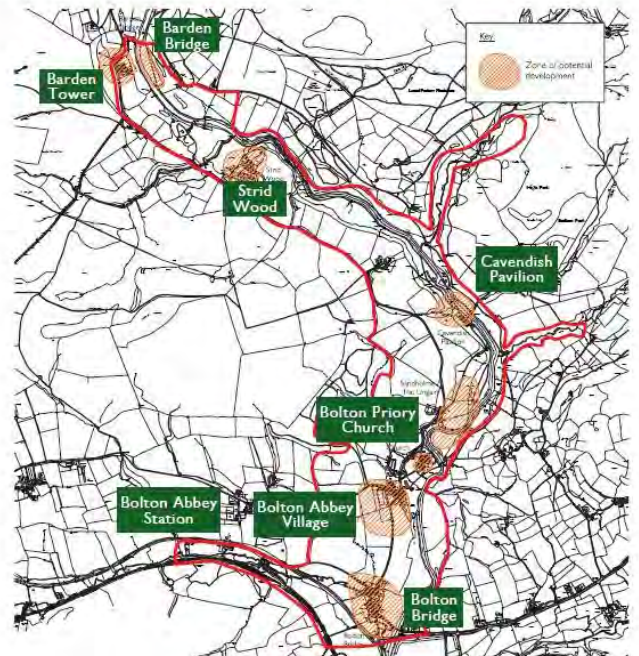 Barden
Bridge
Key
Zone of potential
development
Barden
Tower
Strid
Wood
Cavendish
Pavilion
Cavendish
Pavilion
Bolton Priory
Church
Bolton Abbey
Station
Bolton Abbey
Village
Bolton
Bridge